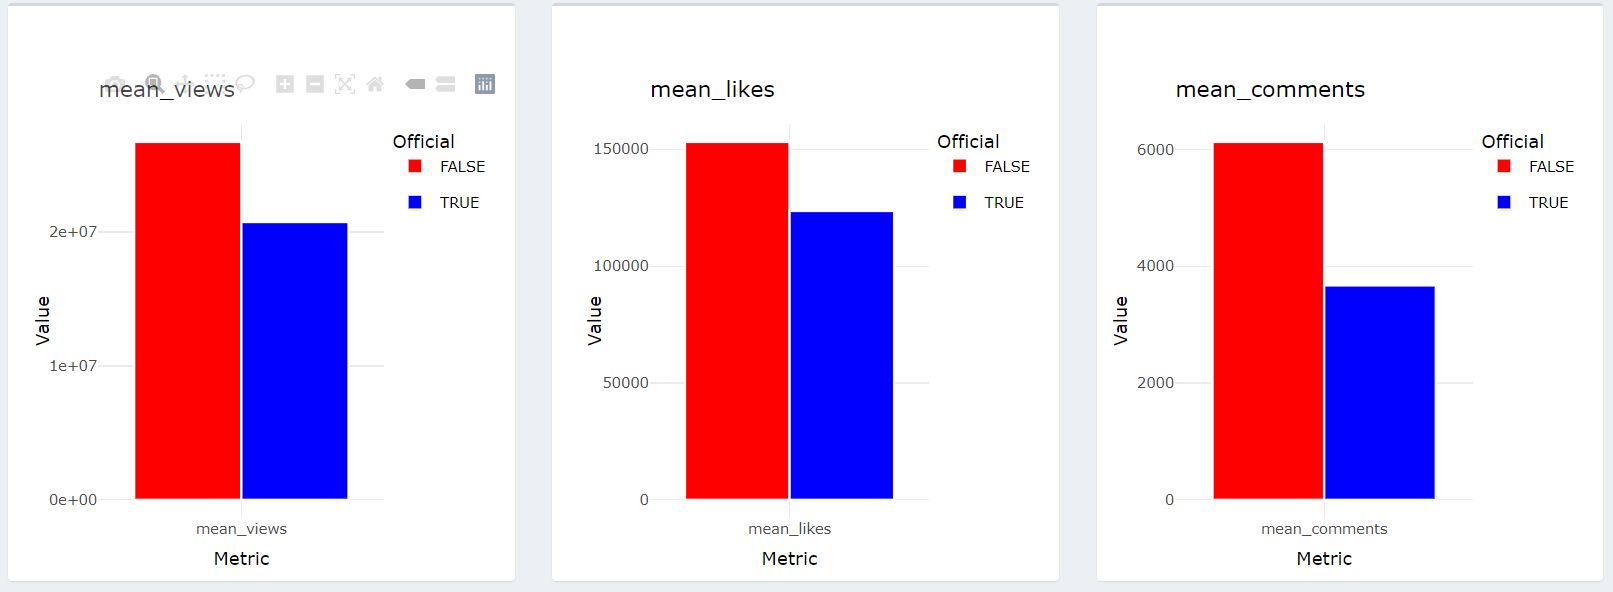 mean_views
Official
FALSE
TRUE
2e+07
1e+07
0e+00
Value
mean_views
Metric
mean_likes
Official
FALSE
TRUE
150000
100000
50000
0
Value
mean_likes
Metric
mean_comments
Official
FALSE
TRUE
6000
4000
2000
0
Value
mean_comments
Metric